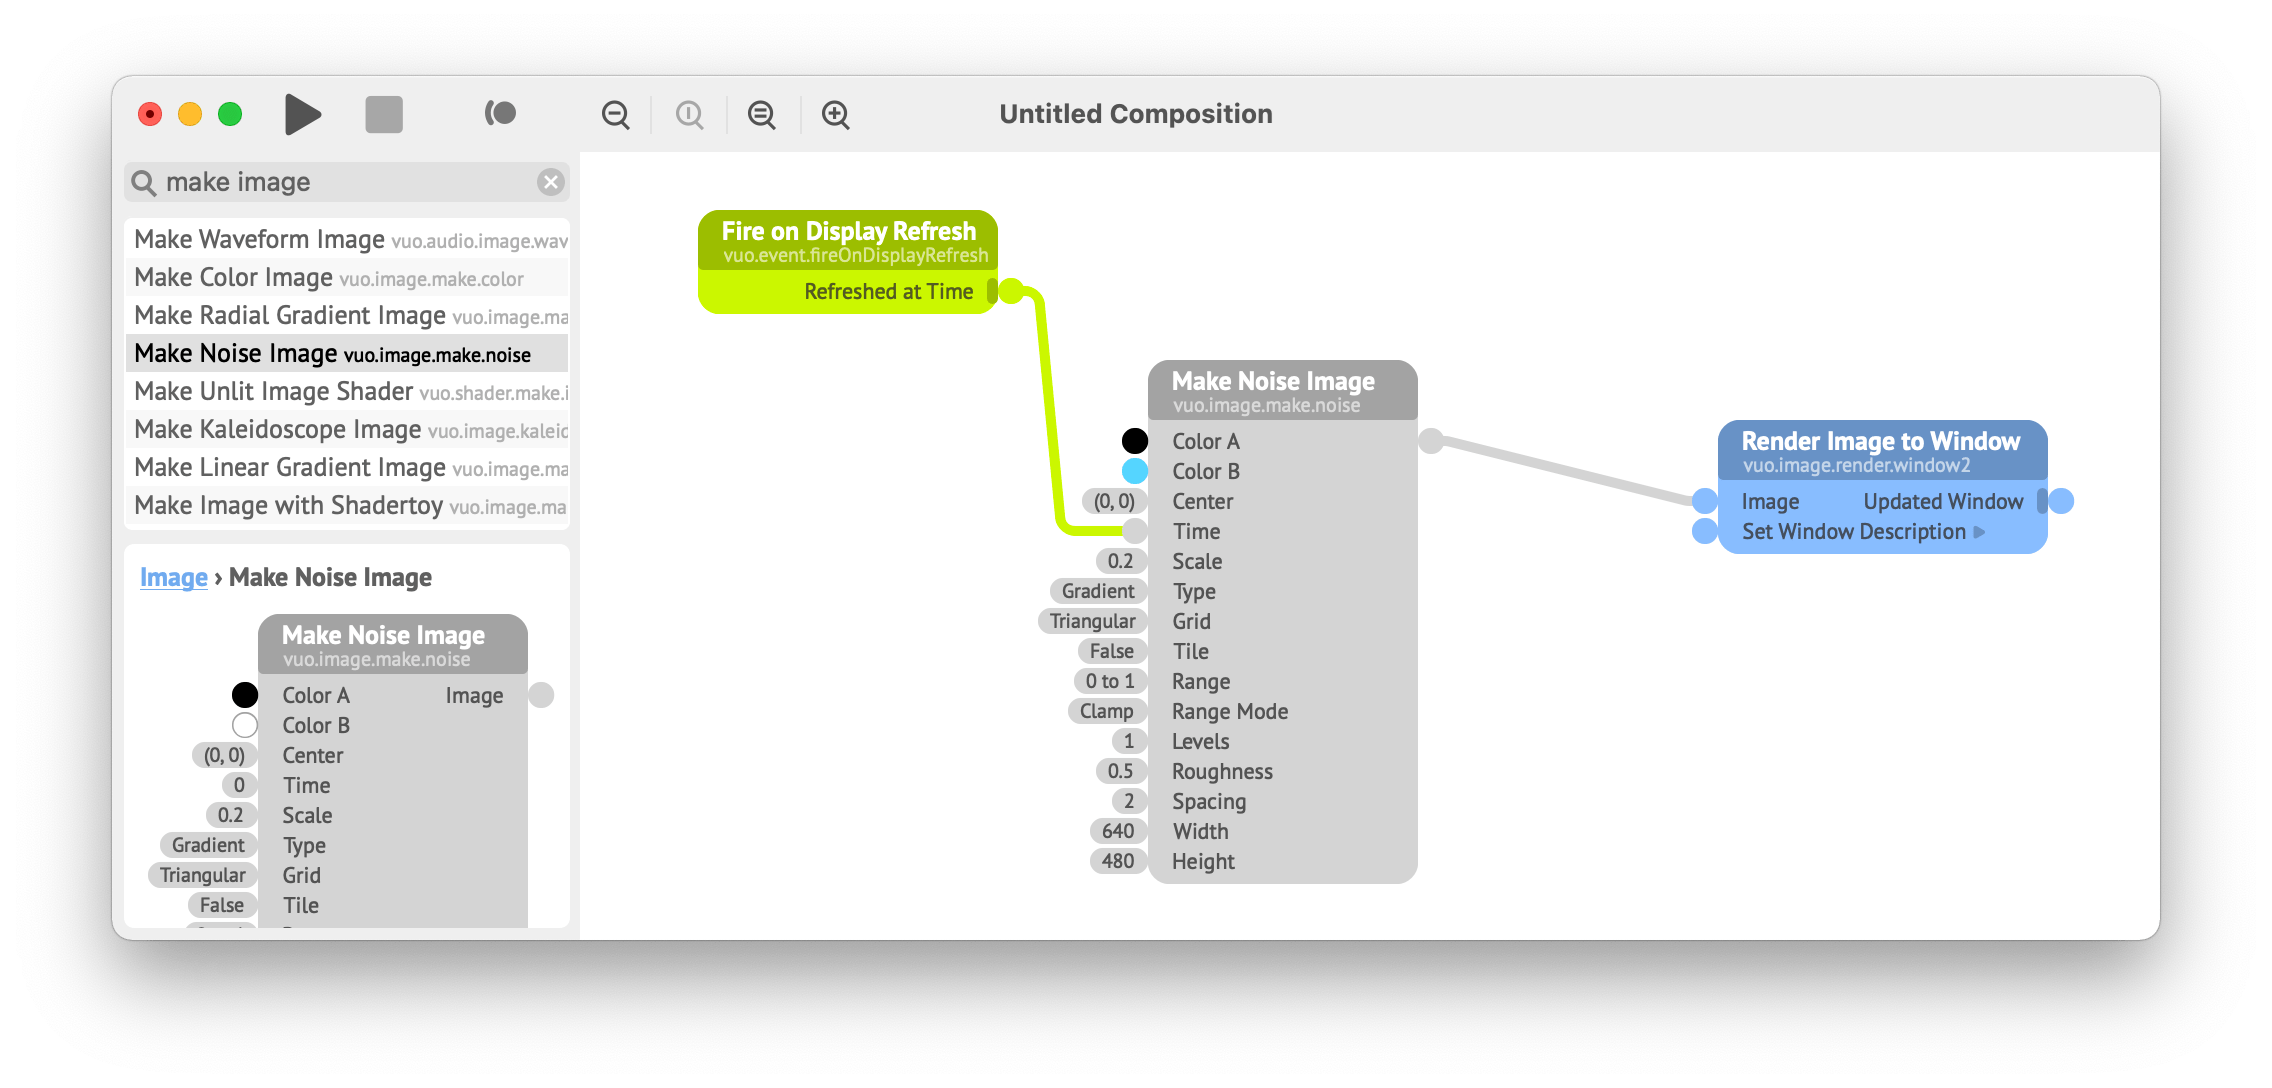 Untitled Composition
make image
Make Waveform Image vuo.audio.image.wav
Make Color Image vuo.image.make.color
Make Radial Gradient Image vuo.image.ma
Make Noise Image vuo.image.make.noise
Make Unlit Image Shader vuo.shader.make.i
Make Kaleidoscope Image vuo.image.kaleid
Make Linear Gradient Image vuo.image.ma
Make Image with Shadertoy vuo.image.ma
Image › Make Noise Image
Make Noise Image
vuo.image.make.noise
Color A Image
Color B
(0, 0) Center
0 Time
0.2 Scale
Gradient Type
Triangular Grid
False Tile
Fire on Display Refresh
vuo.event.fireOnDisplayRefresh
Refreshed at Time
Make Noise Image
vuo.image.make.noise
Color A
Color B
(0, 0) Center
Time
0.2 Scale
Gradient Type
Triangular Grid
False Tile
0 to 1 Range
Clamp Range Mode
1 Levels
0.5 Roughness
2 Spacing
640 Width
480 Height
Render Image to Window
vuo.image.render.window2
Image Updated Window
Set Window Description